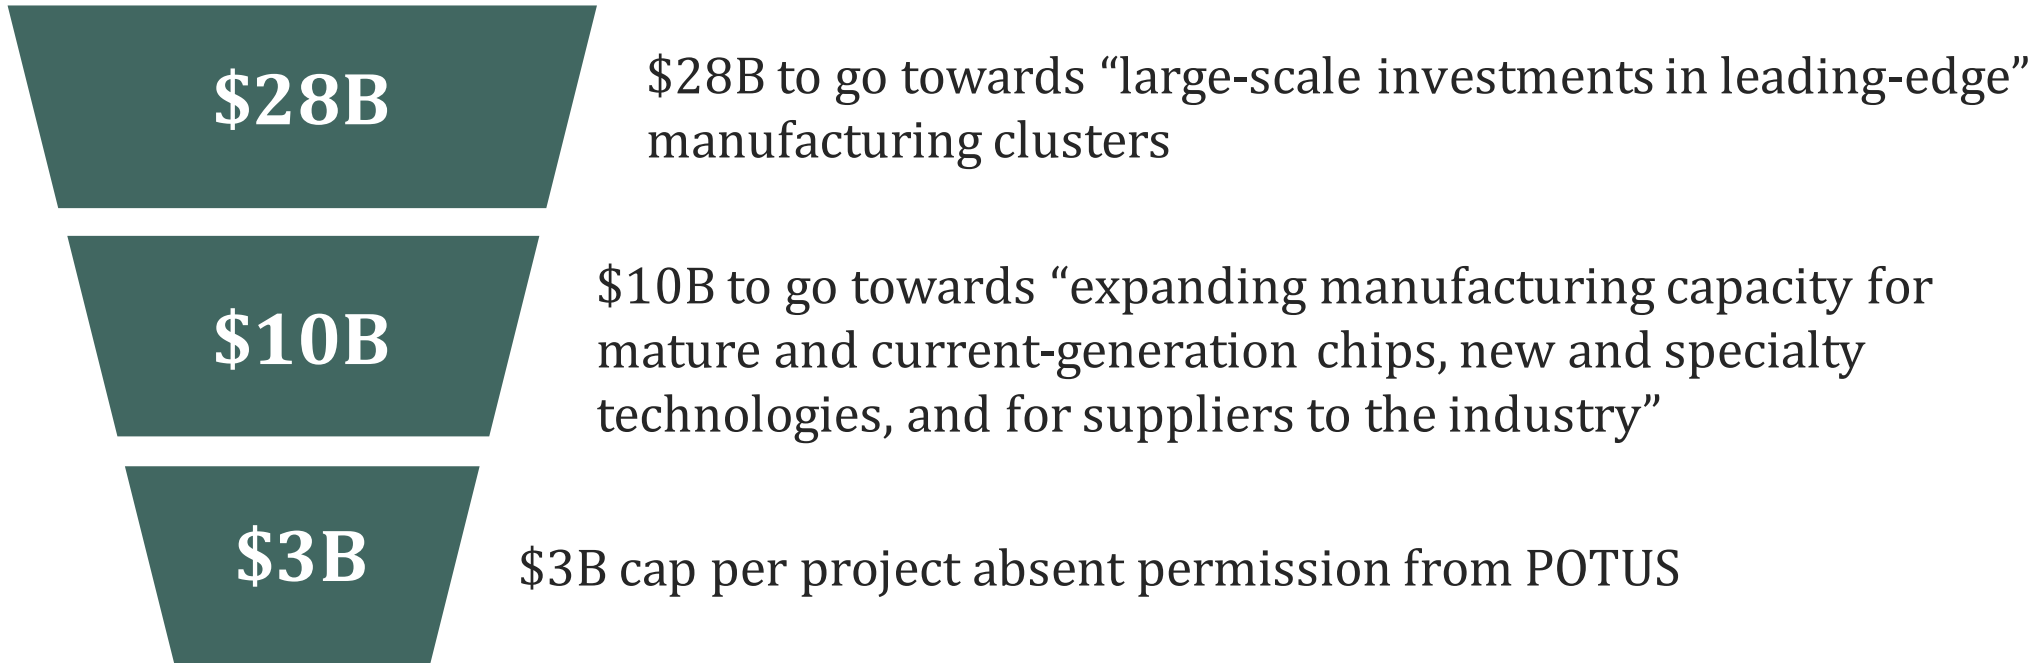 $28B
$28B to go towards “large-scale investments in leading-edge”
manufacturing clusters
$10B
$10B to go towards “expanding manufacturing capacity for
mature and current-generation chips, new and specialty
technologies, and for suppliers to the industry”
$3B
$3B cap per project absent permission from POTUS